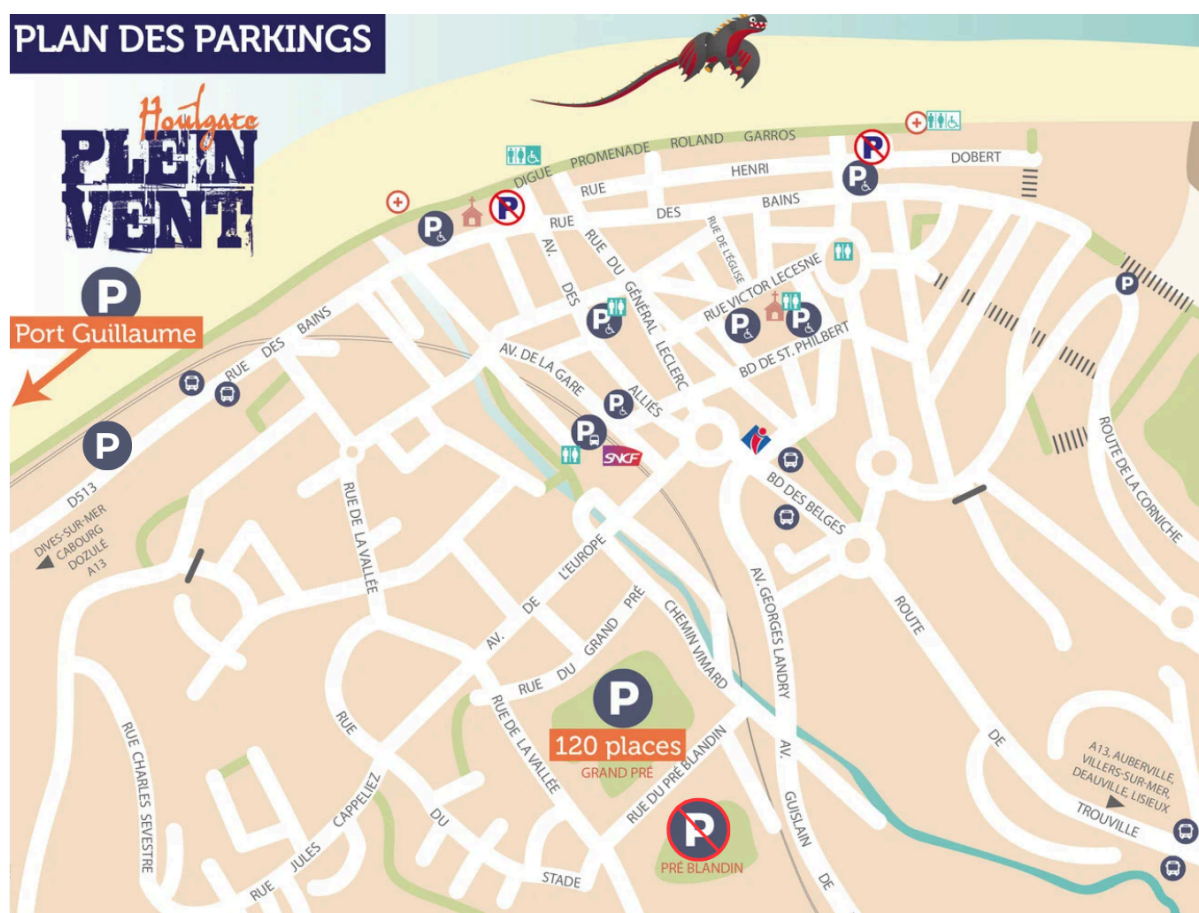 PLAN DES PARKINGS
Houlgate
PLEIN
VENT
P
Port Guillaume
DIGUE PROMENADE ROLAND GARROS
RUE HENRI DOBERT
P
P
P
P
RUE DES BAINS
AV. DES ALLIÉS
RUE DU GÉNÉRAL LECLERC
RUE DE L'ÉGLISE
RUE VICTOR LECESNE
P
P
P
P
BD DE ST. PHILBERT
RUE DES BAINS
AV. DE LA GARE
P
P
SNCF
P
D513
DIVES-SUR-MER
CABOURG
DOZULÉ
A13
RUE DE LA VALLÉE
BD DES BELGES
ROUTE DE LA CORNICHE
AV. DE L'EUROPE
RUE DU GRAND PRÉ
CHEMIN VIMARD
AV. GEORGES LANDRY
ROUTE DE TROUVILLE
P
120 places
GRAND PRÉ
RUE DE LA VALLÉE
RUE DU PRÉ BLANDIN
P
PRÉ BLANDIN
RUE CHARLES SEVESTRE
RUE JULES CAPPELIEZ
RUE
DU STADE
AV. GUISLAIN DE
A13, AUBERVILLE,
VILLERS-SUR-MER,
DEAUVILLE, LISIEUX